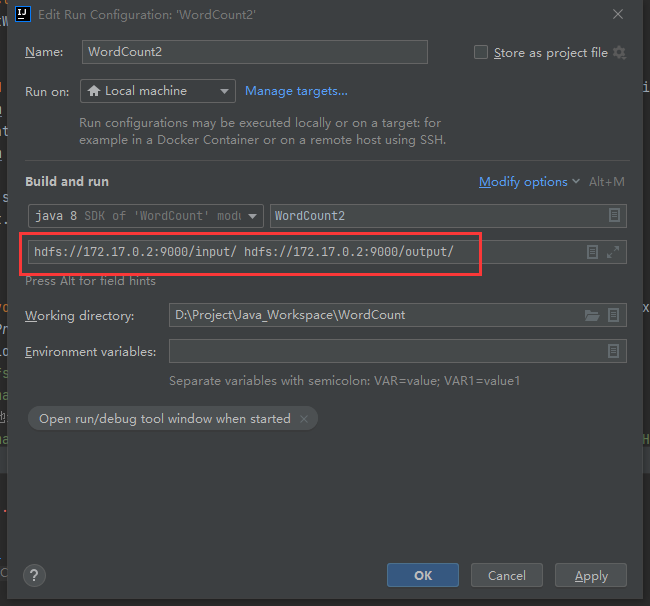 Edit Run Configuration: 'WordCount2'
Name: WordCount2 Store as project file
Run on: Local machine Manage targets...
Run configurations may be executed locally or on a target: for
example in a Docker Container or on a remote host using SSH.
Build and run Modify options Alt+M
java 8 SDK of 'WordCount' modu WordCount2
hdfs://172.17.0.2:9000/input/ hdfs://172.17.0.2:9000/output/
Press Alt for field hints
Working directory: D:\Project\Java_Workspace\WordCount
Environment variables:
Separate variables with semicolon: VAR=value; VAR1=value1
Open run/debug tool window when started
? OK Cancel Apply